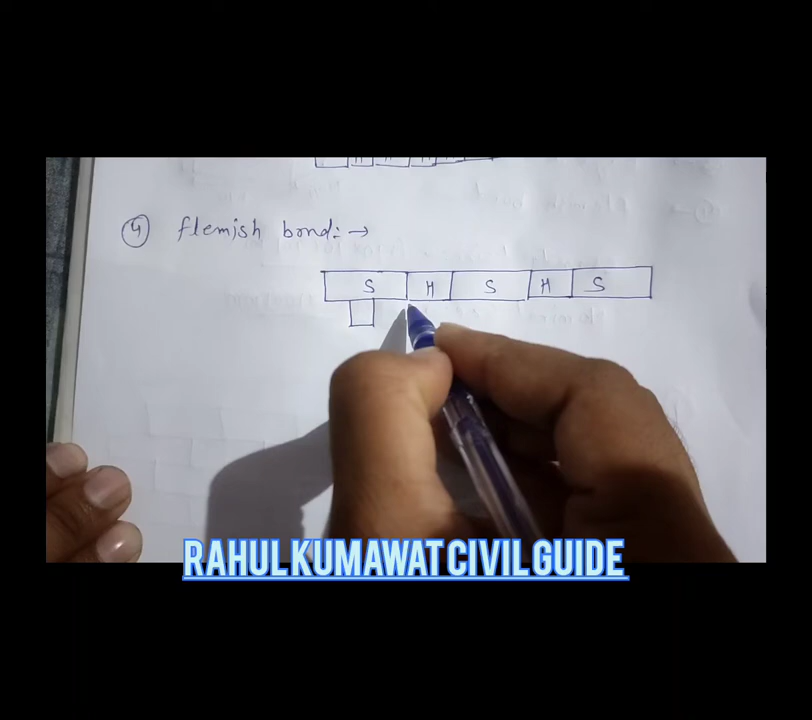 H H H H
④ flemish bond:→
S H S H S
RAHUL KUMAWAT CIVIL GUIDE